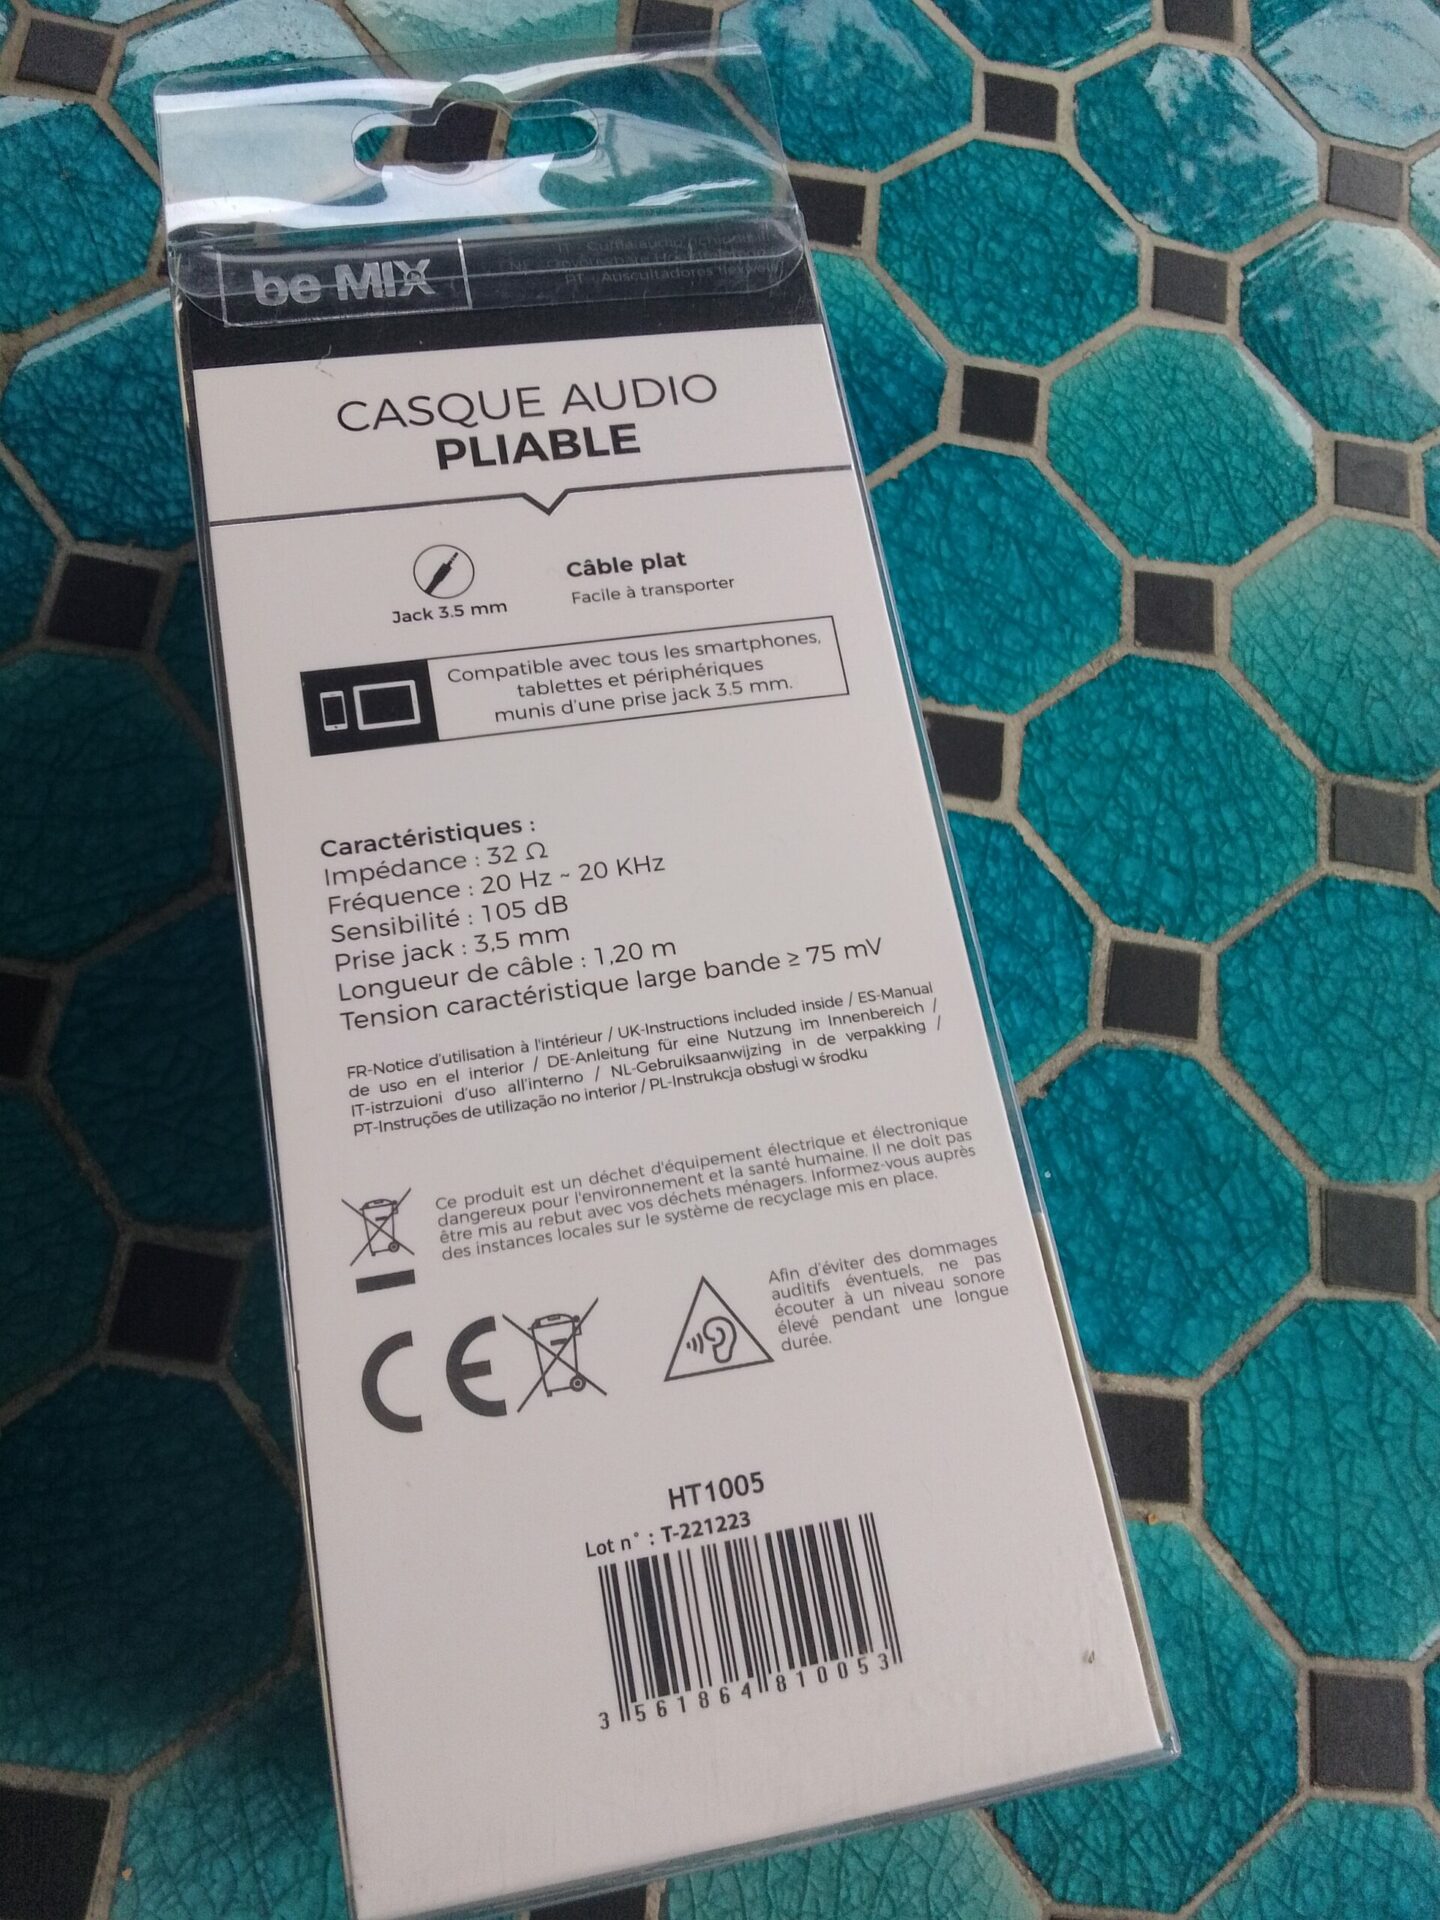 be MIX
PT - Auscultadores
CASQUE AUDIO
PLIABLE
Jack 3.5 mm
Câble plat
Facile à transporter
Compatible avec tous les smartphones,
tablettes et périphériques
munis d'une prise jack 3.5 mm.
Caractéristiques :
Impédance : 32 Ω
Fréquence : 20 Hz ~ 20 KHz
Sensibilité : 105 dB
Prise jack : 3,5 mm
Longueur de câble : 1,20 m
Tension caractéristique large bande ≥ 75 mV
FR-Notice d'utilisation à l'intérieur / UK-Instructions included inside / ES-Manual
de uso en el interior / DE-Anleitung für eine Nutzung im Innenbereich /
IT-istrzuioni d'uso all'interno / NL-Gebruiksaanwijzing in de verpakking /
PT-Instruções de utilização no interior / PL-Instrukcja obsługi w środku
Ce produit est un déchet d'équipement électrique et électronique
dangereux pour l'environnement et la santé humaine. Il ne doit pas
être mis au rebut avec vos déchets ménagers. Informez-vous auprès
des instances locales sur le système de recyclage mis en place.
CE
Afin d'éviter des dommages
auditifs éventuels, ne pas
écouter à un niveau sonore
élevé pendant une longue
durée.
HT1005
Lot n° : T-221223
3 561864 810053